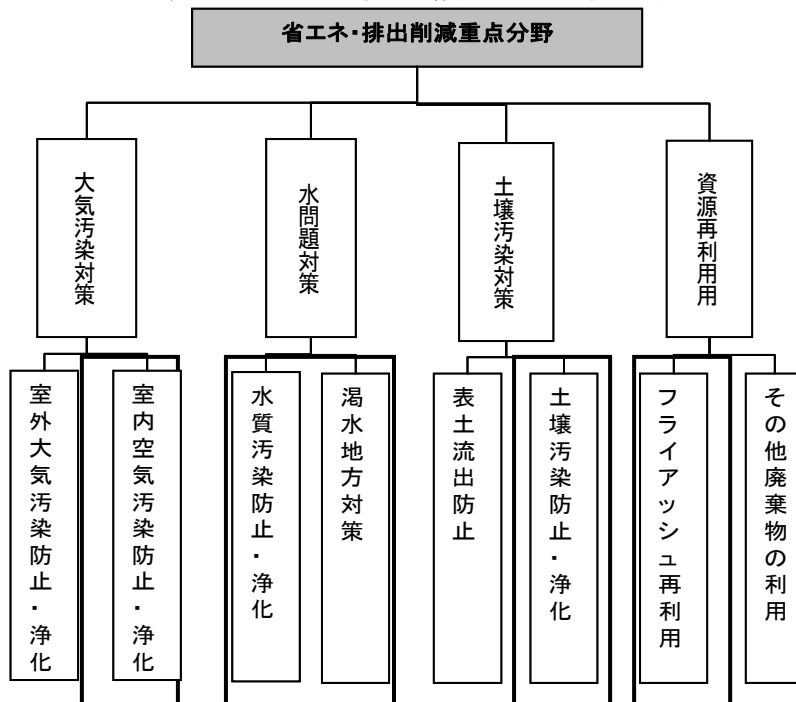 省エネ・排出削減重点分野
大気汚染対策
水問題対策
土壌汚染対策
資源再利用用
室外大気汚染防止・浄化
室内空気汚染防止・浄化
水質汚染防止・浄化
渇水地方対策
表土流出防止
土壌汚染防止・浄化
フライアッシュ再利用
その他廃棄物の利用